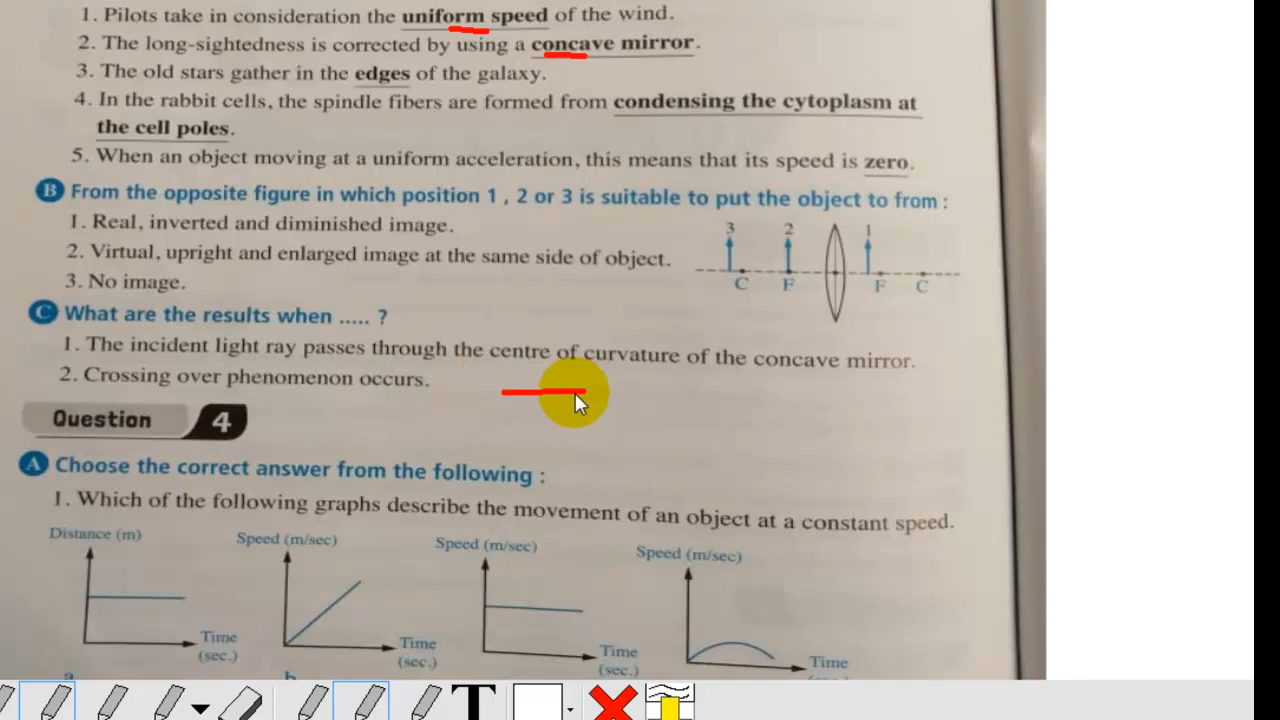 1. Pilots take in consideration the uniform speed of the wind.
2. The long-sightedness is corrected by using a concave mirror.
3. The old stars gather in the edges of the galaxy.
4. In the rabbit cells, the spindle fibers are formed from condensing the cytoplasm at
the cell poles.
5. When an object moving at a uniform acceleration, this means that its speed is zero.
B From the opposite figure in which position 1 , 2 or 3 is suitable to put the object to from :
1. Real, inverted and diminished image.
2. Virtual, upright and enlarged image at the same side of object.
3. No image.
3 2 1
C F F C
C What are the results when ..... ?
1. The incident light ray passes through the centre of curvature of the concave mirror.
2. Crossing over phenomenon occurs.
Question 4
A Choose the correct answer from the following :
1. Which of the following graphs describe the movement of an object at a constant speed.
Distance (m) Speed (m/sec) Speed (m/sec) Speed (m/sec)
Time Time Time Time
(sec.) (sec.) (sec.)
T